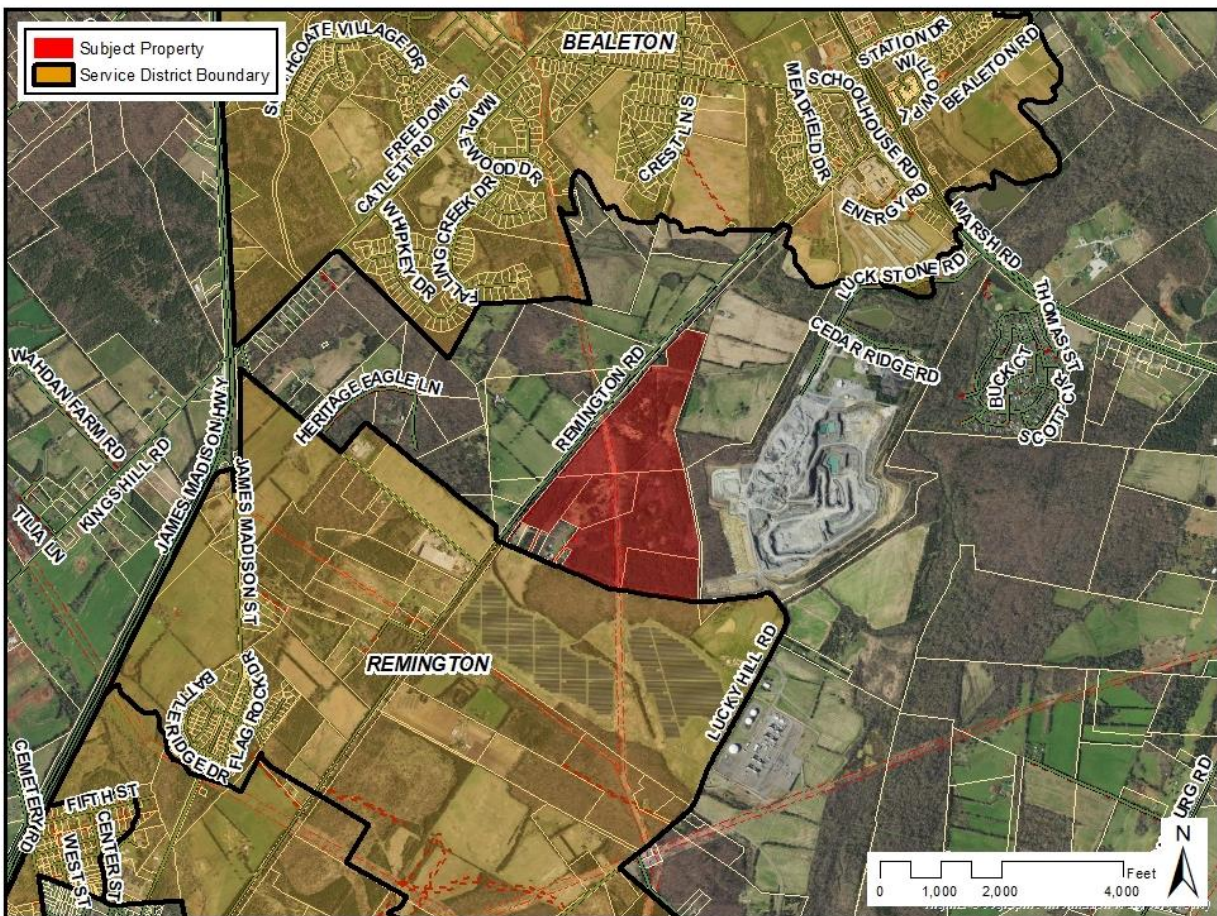 Subject Property
Service District Boundary
BEALETON
STATION DR
BEALETON RD
SCHOOLHOUSE RD
FREEDOM CT
MAPLEWOOD DR
CATLETT RD
CREST LN S
MEADFIELD DR
ENERGY RD
FALLING CREEK DR
WHIPKEY DR
MARSH RD
LUCK STONE RD
THOMAS ST
CEDAR RIDGE RD
BUCK CT
SCOTT CIR
REMINGTON RD
HERITAGE EAGLE LN
WAHDAN FARM RD
KINGS HILL RD
TILIA LN
JAMES MADISON HWY
JAMES MADISON ST
REMINGTON
LUCKY HILL RD
BATTLE RIDGE DR
FLAG ROCK DR
CEMETERY RD
FIFTH ST
CENTER ST
WEST ST
URG RD
N
Feet
0 1,000 2,000 4,000